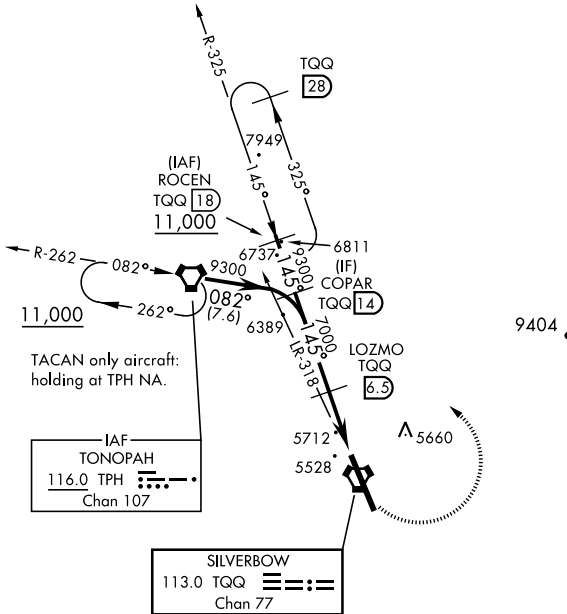 R-325
TQQ
28
7949
(IAF)
ROCEN
TQQ 18
11,000
145°
325°
R-262
082°
9300
6737
9300
6811
145°
(IF)
COPAR
TQQ 14
262°
082°
(7.6)
11,000
6389
7000
9404
TACAN only aircraft:
holding at TPH NA.
LR-318
145°
LOZMO
TQQ
6.5
5712
5660
5528
IAF
TONOPAH
116.0 TPH
Chan 107
SILVERBOW
113.0 TQQ
Chan 77